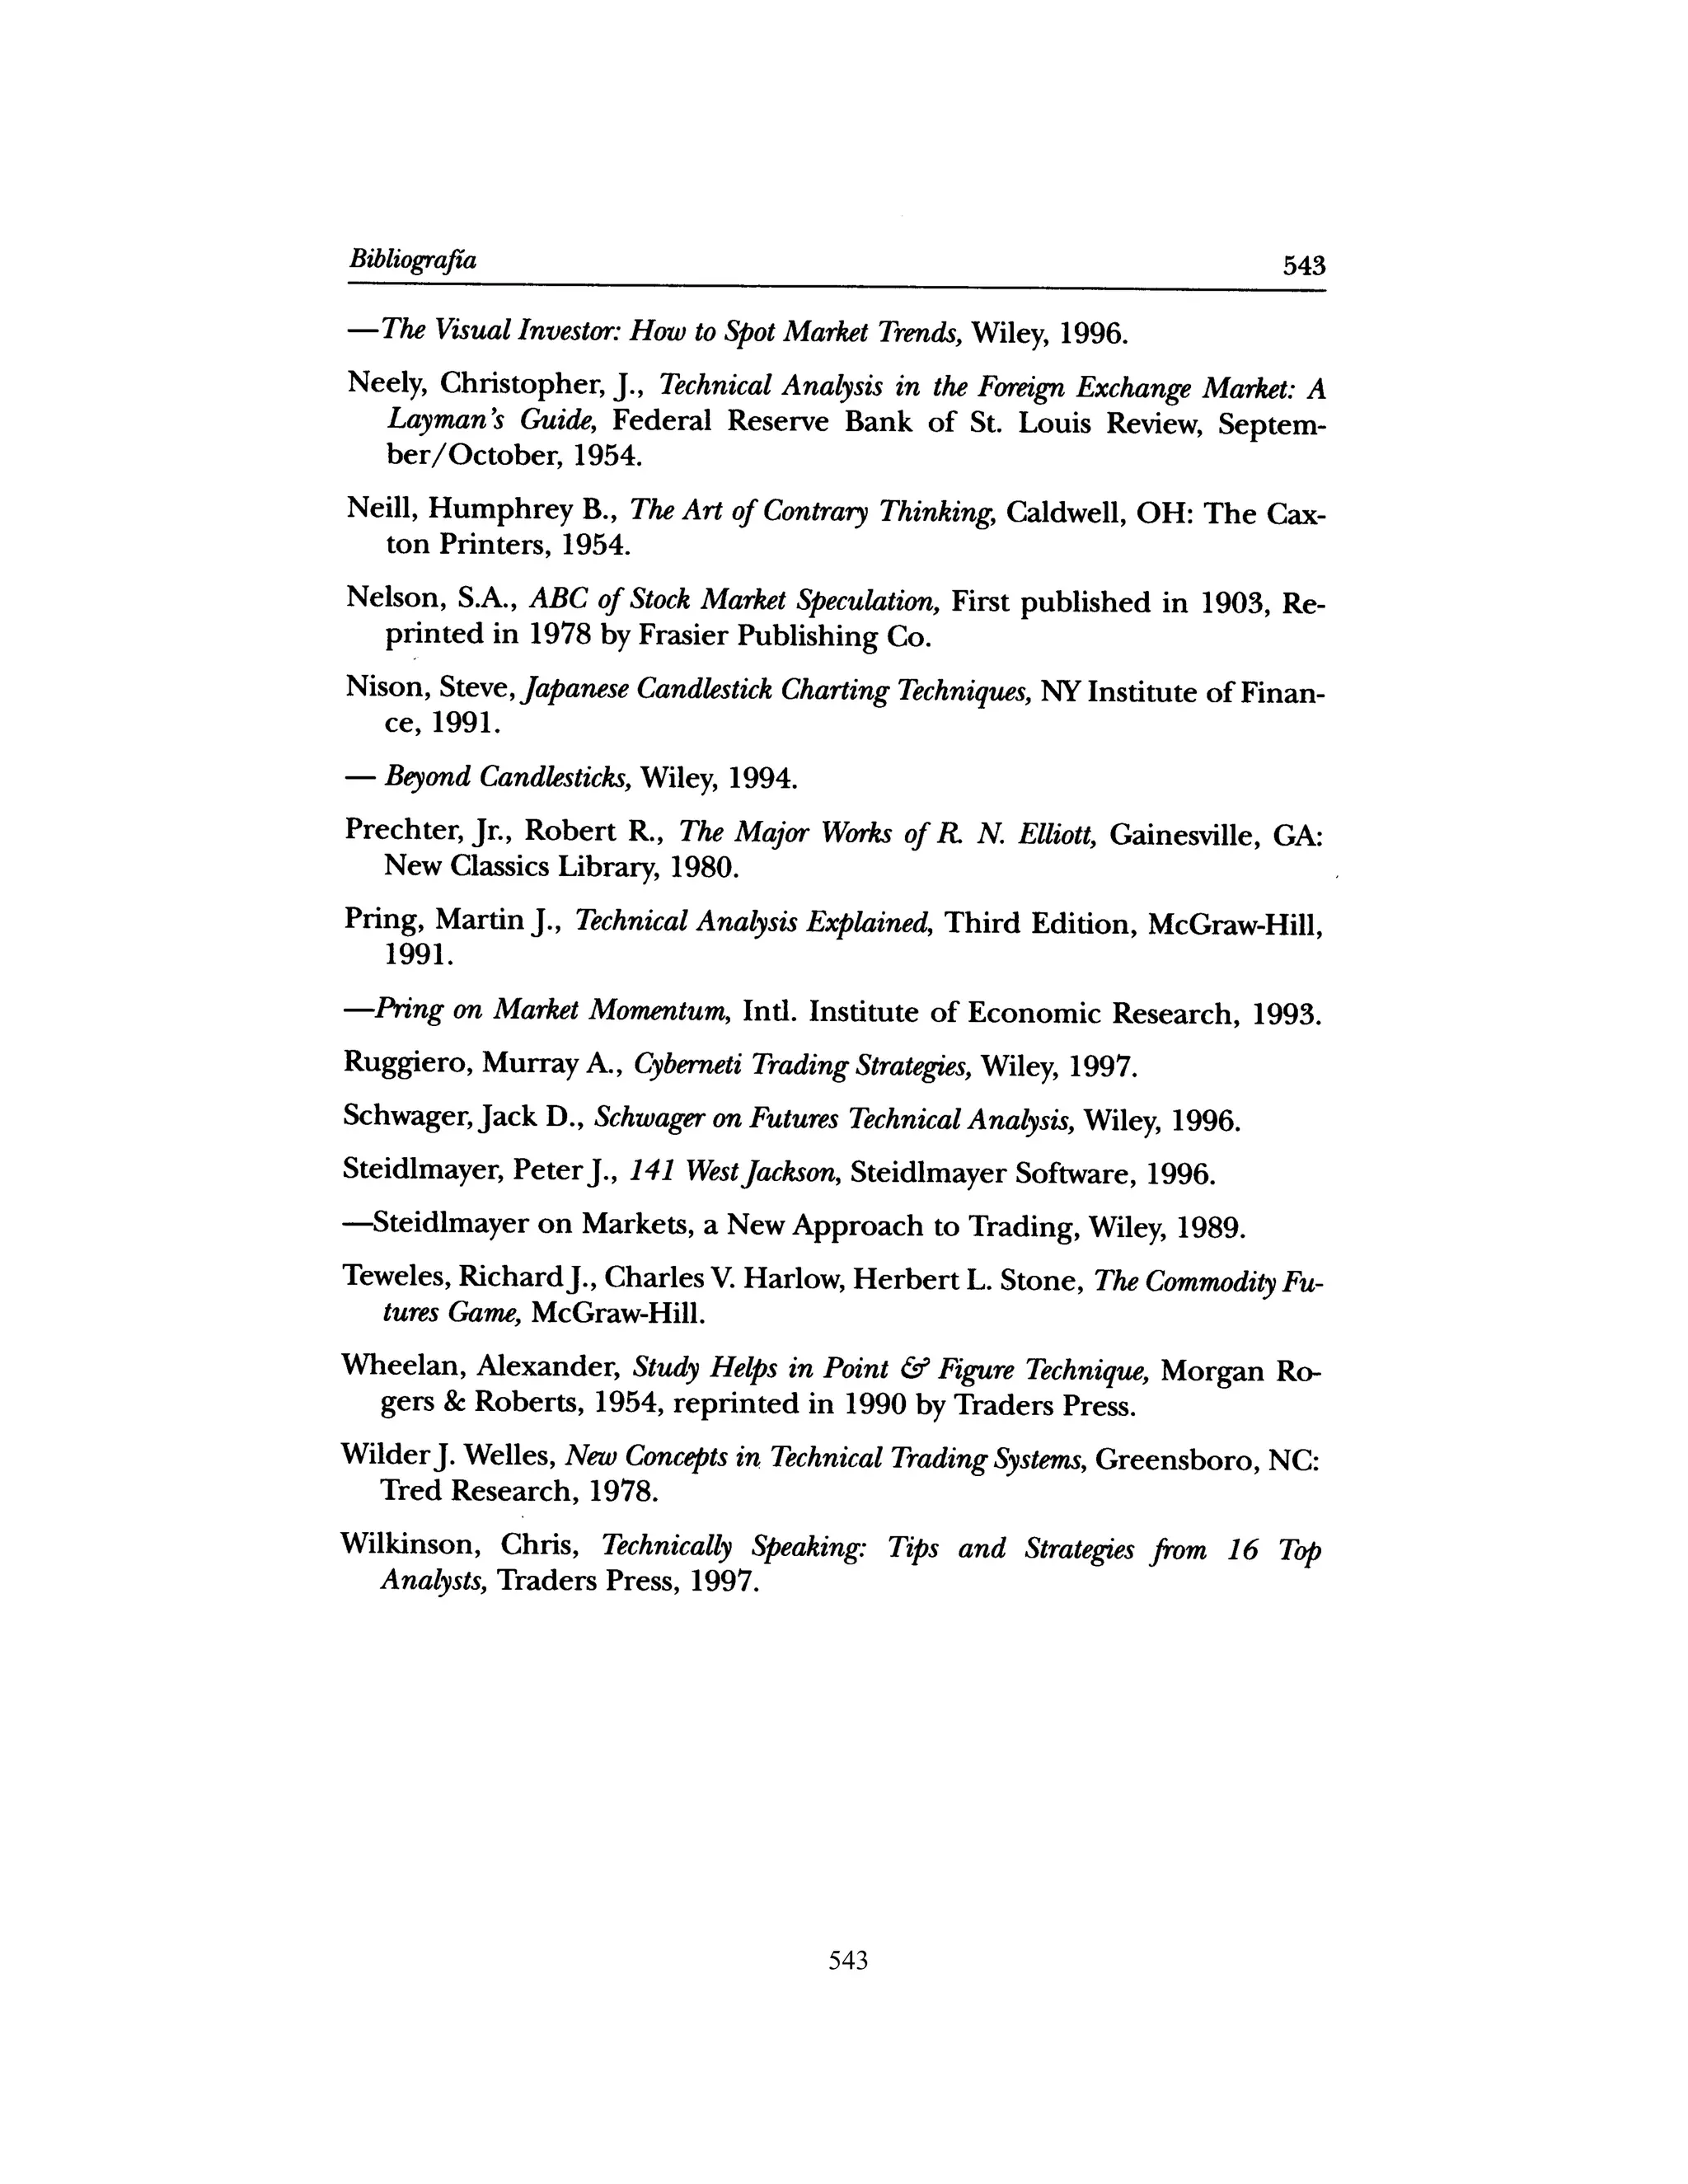 Bibliografía 543
—The Visual Investor: How to Spot Market Trends, Wiley, 1996.
Neely, Christopher, J., Technical Analysis in the Foreign Exchange Market: A
Layman's Guide, Federal Reserve Bank of St. Louis Review, Septem-
ber/October, 1954.
Neill, Humphrey B., The Art of Contrary Thinking, Caldwell, OH: The Cax-
ton Printers, 1954.
Nelson, S.A., ABC of Stock Market Speculation, First published in 1903, Re-
printed in 1978 by Frasier Publishing Co.
Nison, Steve, Japanese Candlestick Charting Techniques, NY Institute of Finan-
ce, 1991.
— Beyond Candlesticks, Wiley, 1994.
Prechter, Jr., Robert R., The Major Works of R. N. Elliott, Gainesville, GA:
New Classics Library, 1980.
Pring, Martin J., Technical Analysis Explained, Third Edition, McGraw-Hill,
1991.
—Pring on Market Momentum, Intl. Institute of Economic Research, 1993.
Ruggiero, Murray A., Cyberneti Trading Strategies, Wiley, 1997.
Schwager, Jack D., Schwager on Futures Technical Analysis, Wiley, 1996.
Steidlmayer, Peter J., 141 West Jackson, Steidlmayer Software, 1996.
—Steidlmayer on Markets, a New Approach to Trading, Wiley, 1989.
Teweles, Richard J., Charles V. Harlow, Herbert L. Stone, The Commodity Fu-
tures Game, McGraw-Hill.
Wheelan, Alexander, Study Helps in Point & Figure Technique, Morgan Ro-
gers & Roberts, 1954, reprinted in 1990 by Traders Press.
Wilder J. Welles, New Concepts in Technical Trading Systems, Greensboro, NC:
Tred Research, 1978.
Wilkinson, Chris, Technically Speaking: Tips and Strategies from 16 Top
Analysts, Traders Press, 1997.
543